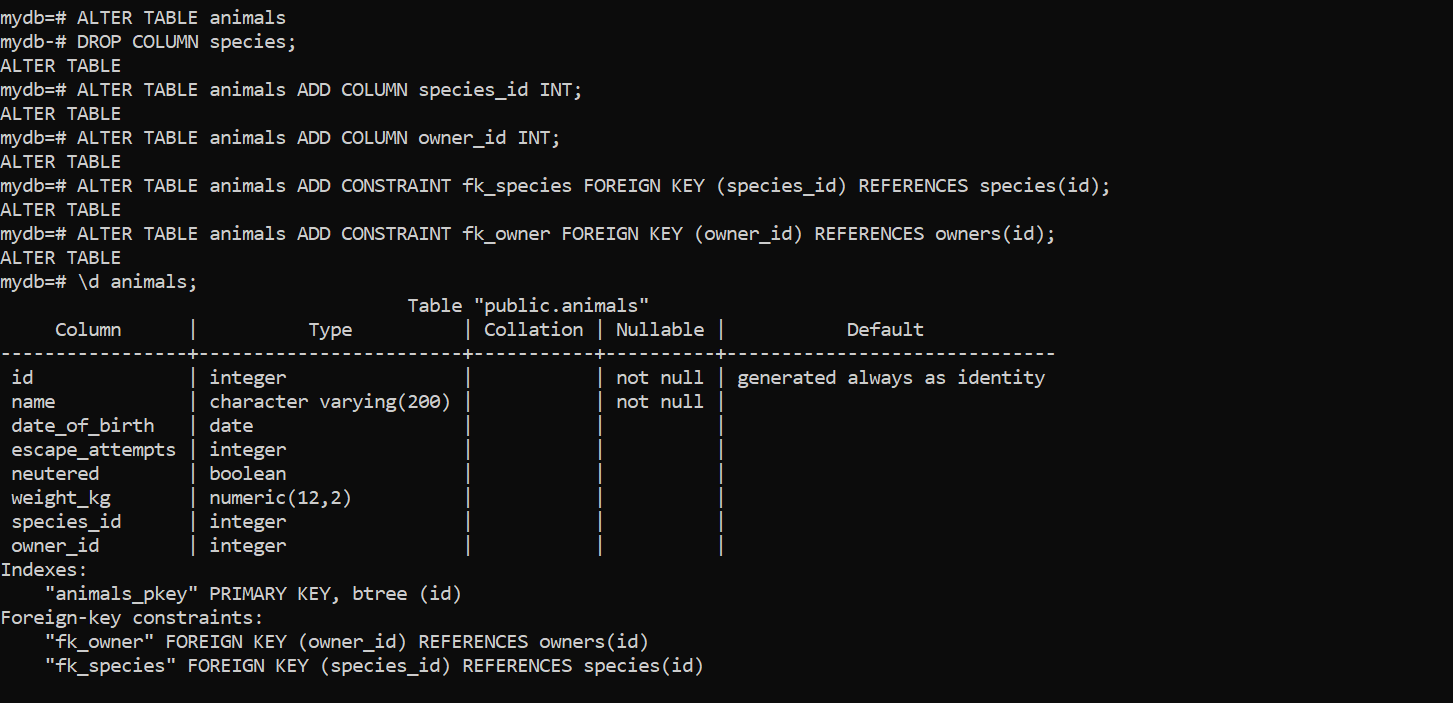 mydb=# ALTER TABLE animals
mydb-# DROP COLUMN species;
ALTER TABLE
mydb=# ALTER TABLE animals ADD COLUMN species_id INT;
ALTER TABLE
mydb=# ALTER TABLE animals ADD COLUMN owner_id INT;
ALTER TABLE
mydb=# ALTER TABLE animals ADD CONSTRAINT fk_species FOREIGN KEY (species_id) REFERENCES species(id);
ALTER TABLE
mydb=# ALTER TABLE animals ADD CONSTRAINT fk_owner FOREIGN KEY (owner_id) REFERENCES owners(id);
ALTER TABLE
mydb=# \d animals;
                                     Table "public.animals"
     Column      |          Type          | Collation | Nullable |           Default
-----------------+------------------------+-----------+----------+------------------------------
 id              | integer                |           | not null | generated always as identity
 name            | character varying(200) |           | not null |
 date_of_birth   | date                   |           |          |
 escape_attempts | integer                |           |          |
 neutered        | boolean                |           |          |
 weight_kg       | numeric(12,2)          |           |          |
 species_id      | integer                |           |          |
 owner_id        | integer                |           |          |
Indexes:
    "animals_pkey" PRIMARY KEY, btree (id)
Foreign-key constraints:
    "fk_owner" FOREIGN KEY (owner_id) REFERENCES owners(id)
    "fk_species" FOREIGN KEY (species_id) REFERENCES species(id)